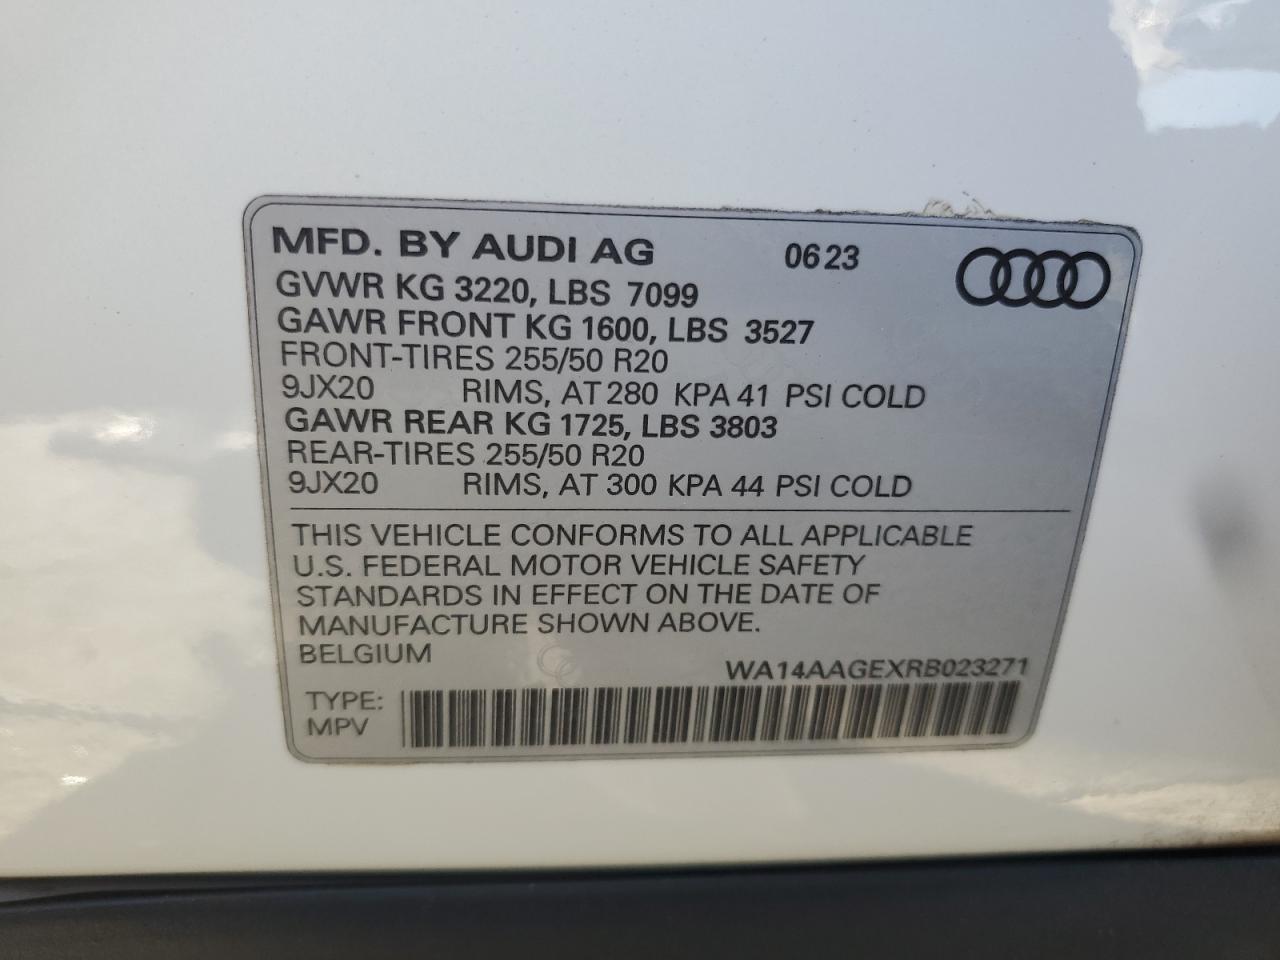 MFD. BY AUDI AG 06 23
GVWR KG 3220, LBS 7099
GAWR FRONT KG 1600, LBS 3527
FRONT-TIRES 255/50 R20
9JX20 RIMS, AT 280 KPA 41 PSI COLD
GAWR REAR KG 1725, LBS 3803
REAR-TIRES 255/50 R20
9JX20 RIMS, AT 300 KPA 44 PSI COLD
THIS VEHICLE CONFORMS TO ALL APPLICABLE
U.S. FEDERAL MOTOR VEHICLE SAFETY
STANDARDS IN EFFECT ON THE DATE OF
MANUFACTURE SHOWN ABOVE.
BELGIUM
WA14AAGEXRB023271
TYPE:
MPV